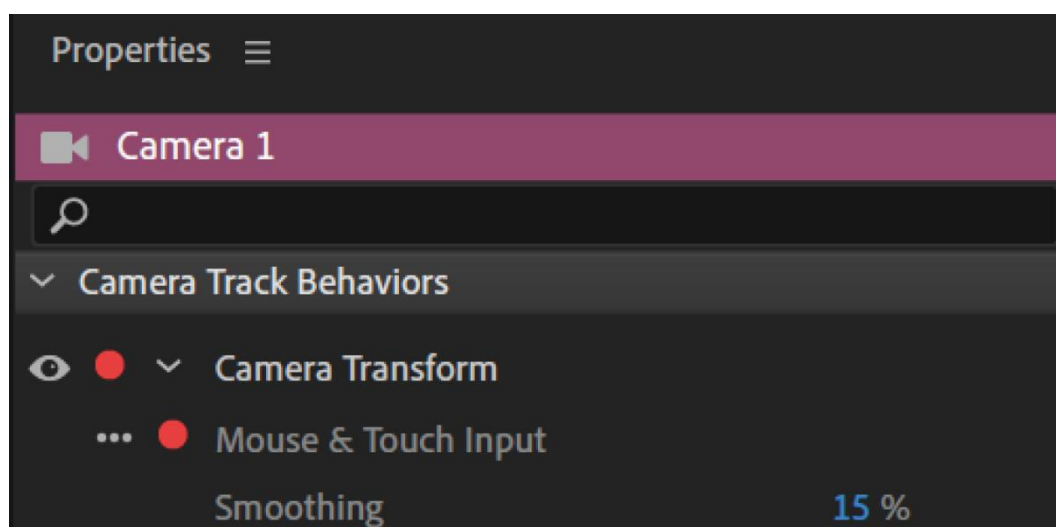 Properties
Camera 1
Camera Track Behaviors
Camera Transform
Mouse & Touch Input
Smoothing 15 %